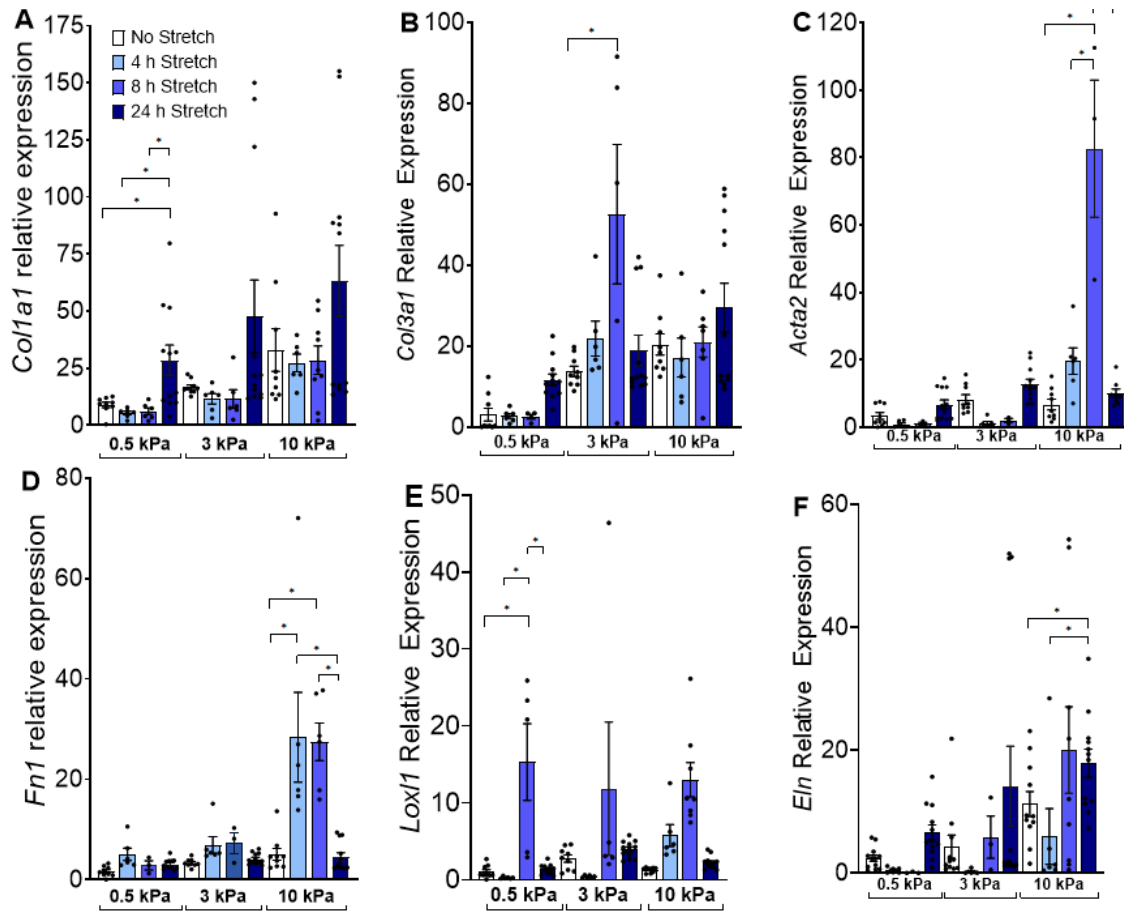 A
Col1a1 relative expression
175
150
125
100
75
50
25
0
No Stretch
4 h Stretch
8 h Stretch
24 h Stretch
*
*
*
0.5 kPa 3 kPa 10 kPa
B
Col3a1 Relative Expression
100
80
60
40
20
0
*
0.5 kPa 3 kPa 10 kPa
C
Acta2 Relative Expression
120
100
80
60
40
20
0
*
*
0.5 kPa 3 kPa 10 kPa
D
Fn1 relative expression
80
60
40
20
0
*
*
*
*
0.5 kPa 3 kPa 10 kPa
E
Loxl1 Relative Expression
50
40
30
20
10
0
*
*
*
0.5 kPa 3 kPa 10 kPa
F
Eln Relative Expression
60
40
20
0
*
*
0.5 kPa 3 kPa 10 kPa